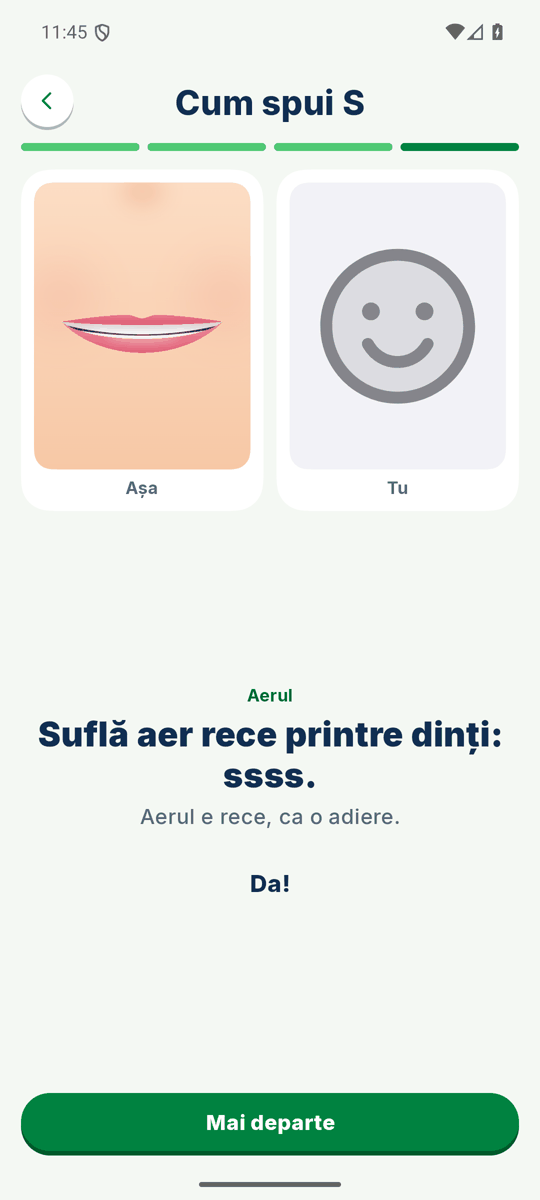 11:45
Cum spui S
Așa
Tu
Aerul
Suflă aer rece printre dinți:
ssss.
Aerul e rece, ca o adiere.
Da!
Mai departe